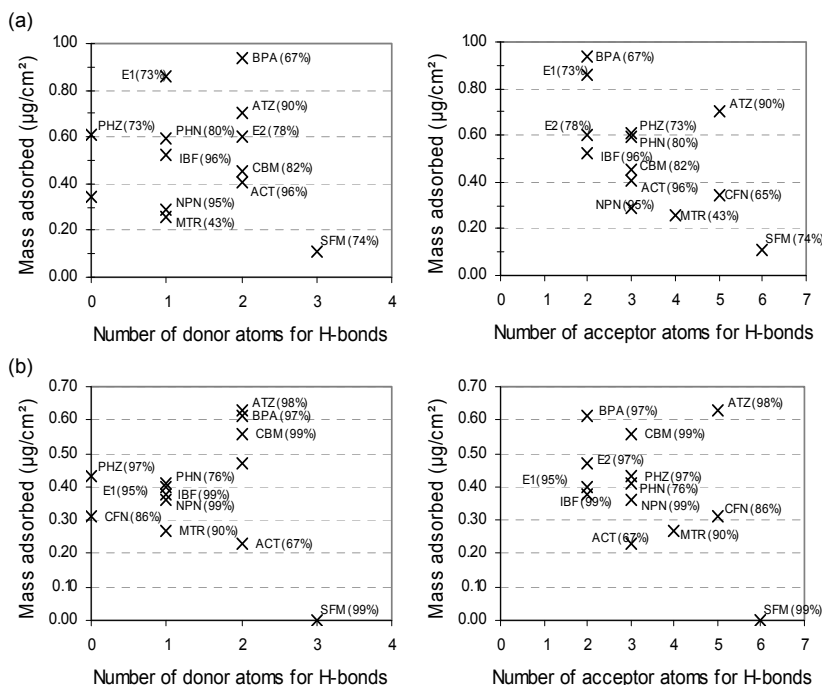 (a)
1.00
0.80
0.60
0.40
0.20
0.00
Mass adsorbed (µg/cm²)
BPA (67%)
E1 (73%)
ATZ (90%)
PHZ (73%)
PHN (80%)
E2 (78%)
IBF (96%)
CBM (82%)
ACT (96%)
NPN (95%)
MTR (43%)
SFM (74%)
0 1 2 3 4
Number of donor atoms for H-bonds
1.00
0.80
0.60
0.40
0.20
0.00
Mass adsorbed (µg/cm²)
BPA (67%)
E1 (73%)
ATZ (90%)
E2 (78%)
PHZ (73%)
PHN (80%)
IBF (96%)
CBM (82%)
ACT (96%)
CFN (65%)
NPN (95%)
MTR (43%)
SFM (74%)
0 1 2 3 4 5 6 7
Number of acceptor atoms for H-bonds
(b)
0.70
0.60
0.50
0.40
0.30
0.20
0.10
0.00
Mass adsorbed (µg/cm²)
ATZ (98%)
BPA (97%)
CBM (99%)
PHZ (97%)
PHN (76%)
E1 (95%)
IBF (99%)
NPN (99%)
CFN (86%)
MTR (90%)
ACT (67%)
SFM (99%)
0 1 2 3 4
Number of donor atoms for H-bonds
0.70
0.60
0.50
0.40
0.30
0.20
0.10
0.00
Mass adsorbed (µg/cm²)
ATZ (98%)
BPA (97%)
CBM (99%)
E2 (97%)
E1 (95%)
PHZ (97%)
PHN (76%)
IBF (99%)
NPN (99%)
CFN (86%)
MTR (90%)
ACT (67%)
SFM (99%)
0 1 2 3 4 5 6 7
Number of acceptor atoms for H-bonds